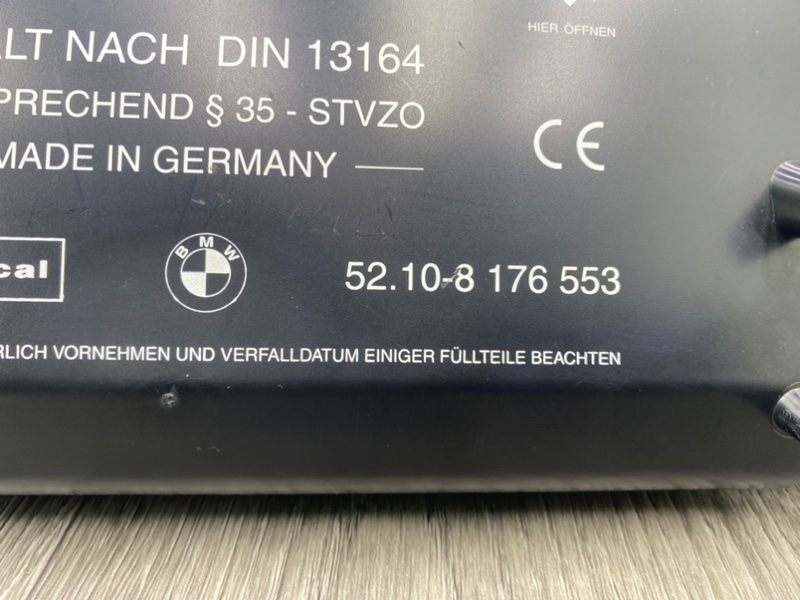 HIER ÖFFNEN
ALT NACH DIN 13164
PRECHEND § 35 - STVZO
MADE IN GERMANY
CE
cal
BMW
52.10-8 176 553
RLICH VORNEHMEN UND VERFALLDATUM EINIGER FÜLLTEILE BEACHTEN